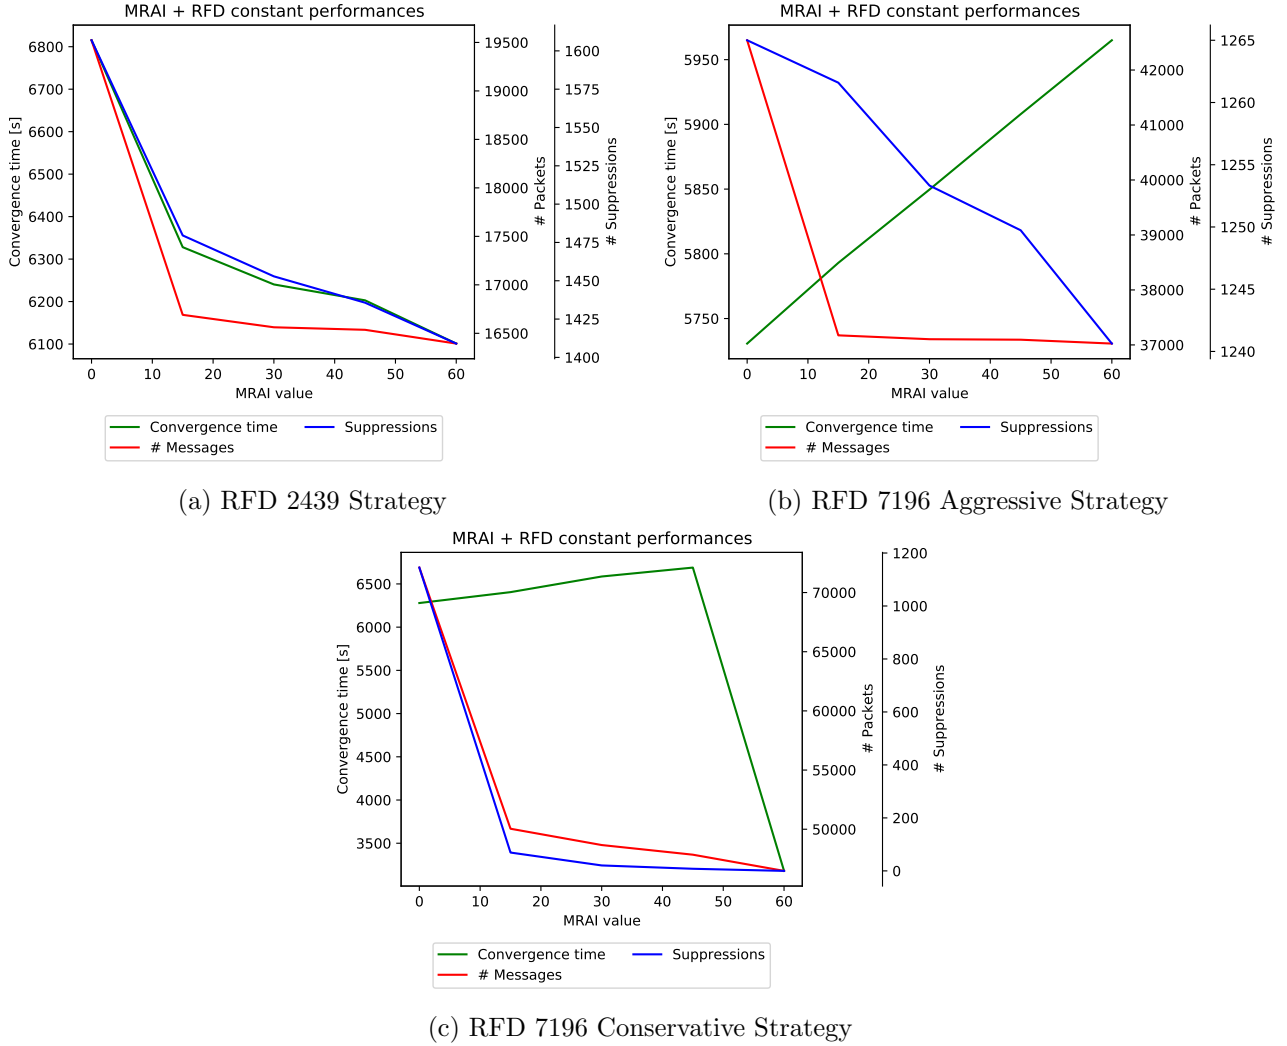 MRAI + RFD constant performances
Convergence time [s]
6800
6700
6600
6500
6400
6300
6200
6100
19500
19000
18500
18000
17500
17000
16500
# Packets
1600
1575
1550
1525
1500
1475
1450
1425
1400
# Suppressions
0 10 20 30 40 50 60
MRAI value
Convergence time
# Messages
Suppressions
(a) RFD 2439 Strategy
MRAI + RFD constant performances
Convergence time [s]
5950
5900
5850
5800
5750
42000
41000
40000
39000
38000
37000
# Packets
1265
1260
1255
1250
1245
1240
# Suppressions
0 10 20 30 40 50 60
MRAI value
Convergence time
# Messages
Suppressions
(b) RFD 7196 Aggressive Strategy
MRAI + RFD constant performances
Convergence time [s]
6500
6000
5500
5000
4500
4000
3500
70000
65000
60000
55000
50000
# Packets
1200
1000
800
600
400
200
0
# Suppressions
0 10 20 30 40 50 60
MRAI value
Convergence time
# Messages
Suppressions
(c) RFD 7196 Conservative Strategy